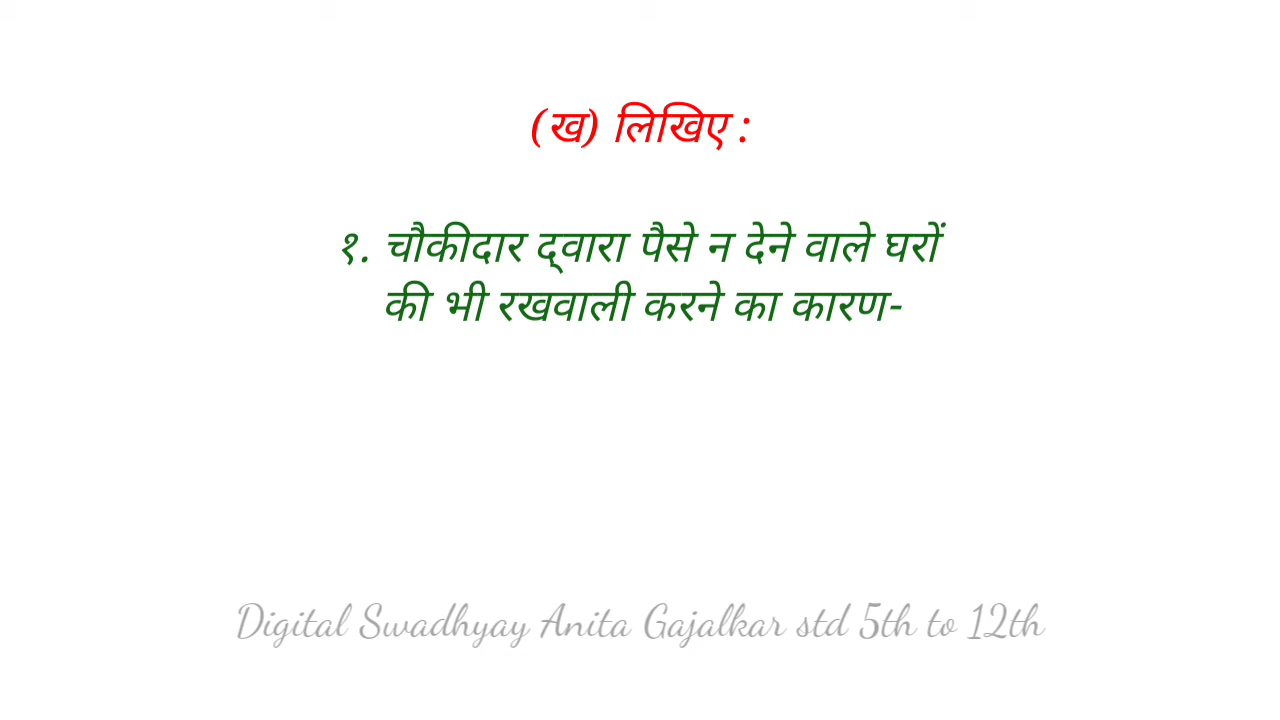 (ख) लिखिए :
१. चौकीदार द्‌वारा पैसे न देने वाले घरों
की भी रखवाली करने का कारण-
Digital Swadhyay Anita Gajalkar std 5th to 12th